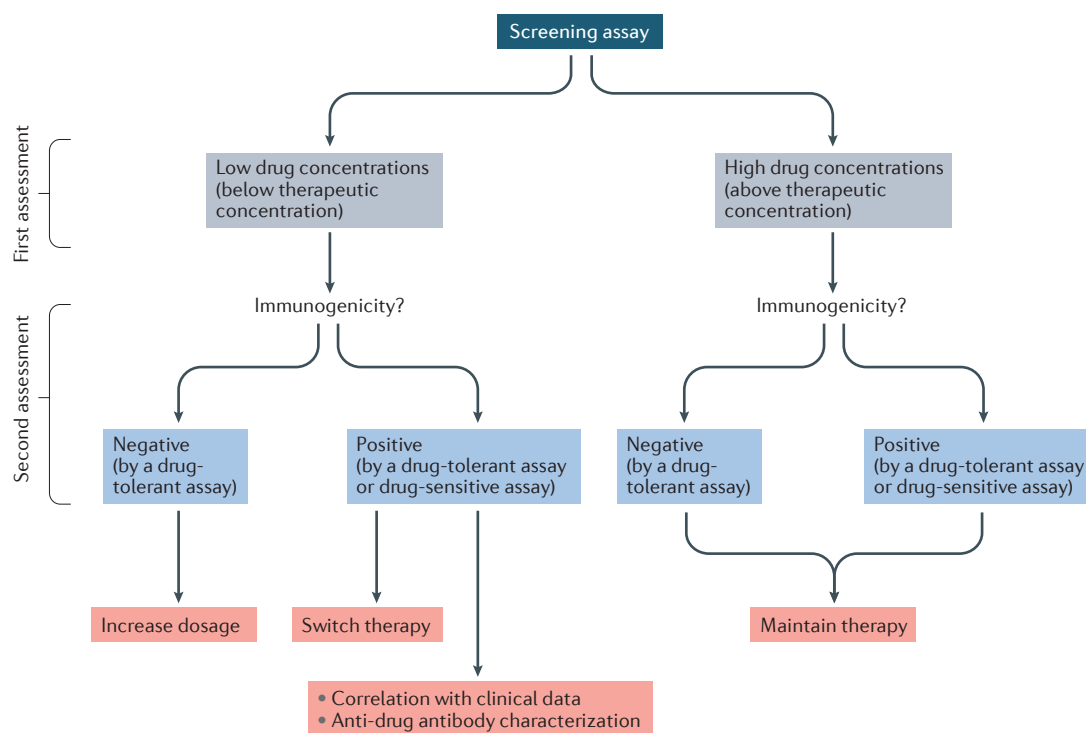 Screening assay
First assessment
Low drug concentrations
(below therapeutic
concentration)
High drug concentrations
(above therapeutic
concentration)
Second assessment
Immunogenicity?
Immunogenicity?
Negative
(by a drug-
tolerant assay)
Positive
(by a drug-tolerant assay
or drug-sensitive assay)
Negative
(by a drug-
tolerant assay)
Positive
(by a drug-tolerant assay
or drug-sensitive assay)
Increase dosage
Switch therapy
Maintain therapy
• Correlation with clinical data
• Anti-drug antibody characterization